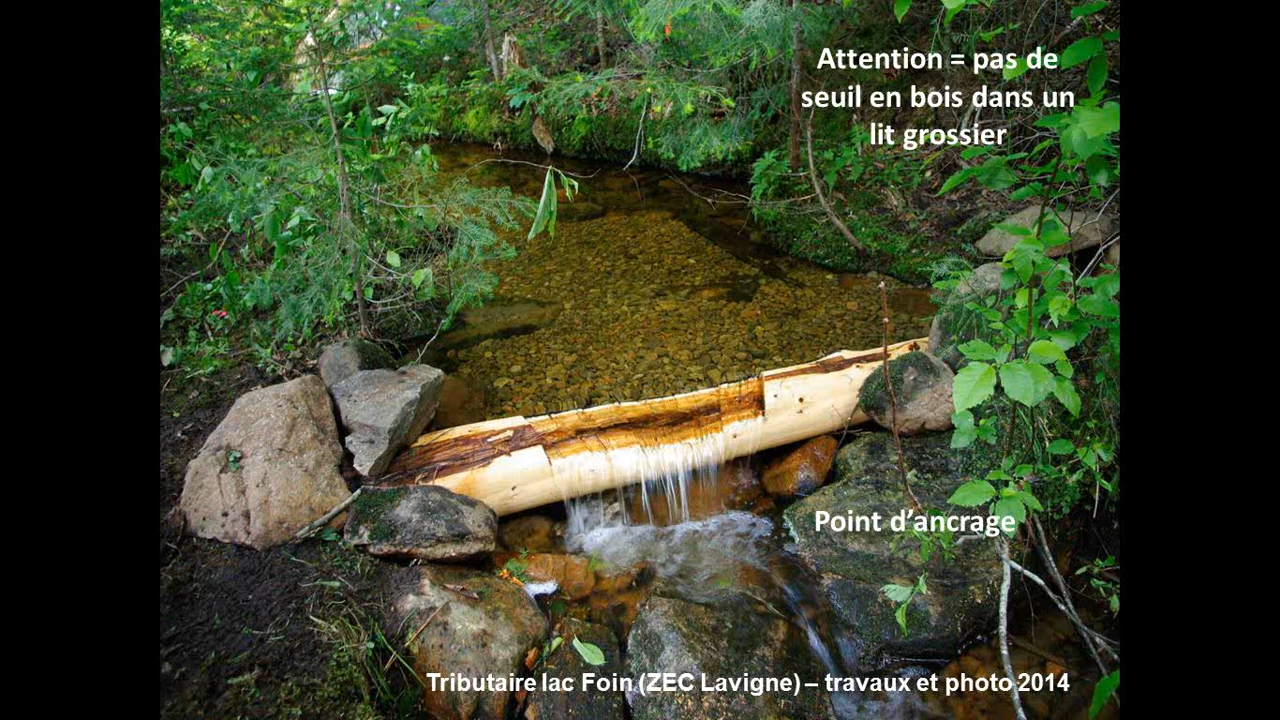 Attention = pas de
seuil en bois dans un
lit grossier
Point d’ancrage
Tributaire lac Foin (ZEC Lavigne) – travaux et photo 2014